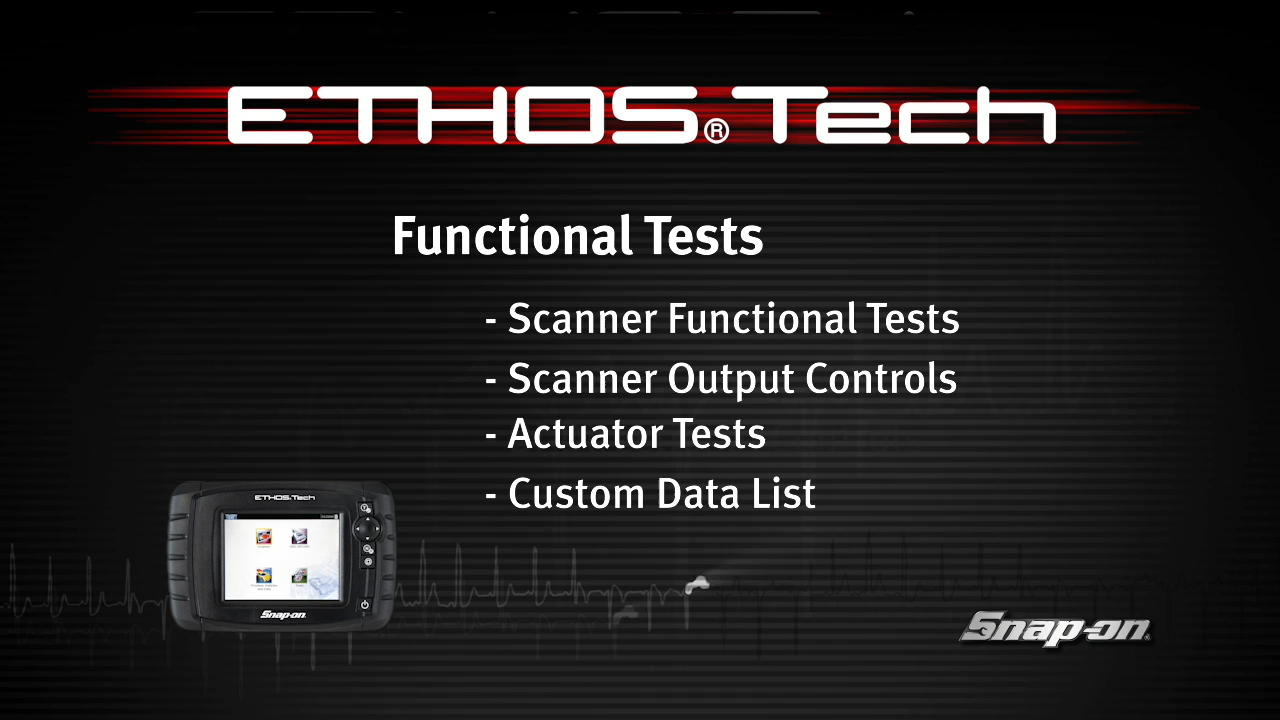 ETHOS® Tech
Functional Tests
- Scanner Functional Tests
- Scanner Output Controls
- Actuator Tests
- Custom Data List
ETHOS® Tech
Snap-on
Snap-on